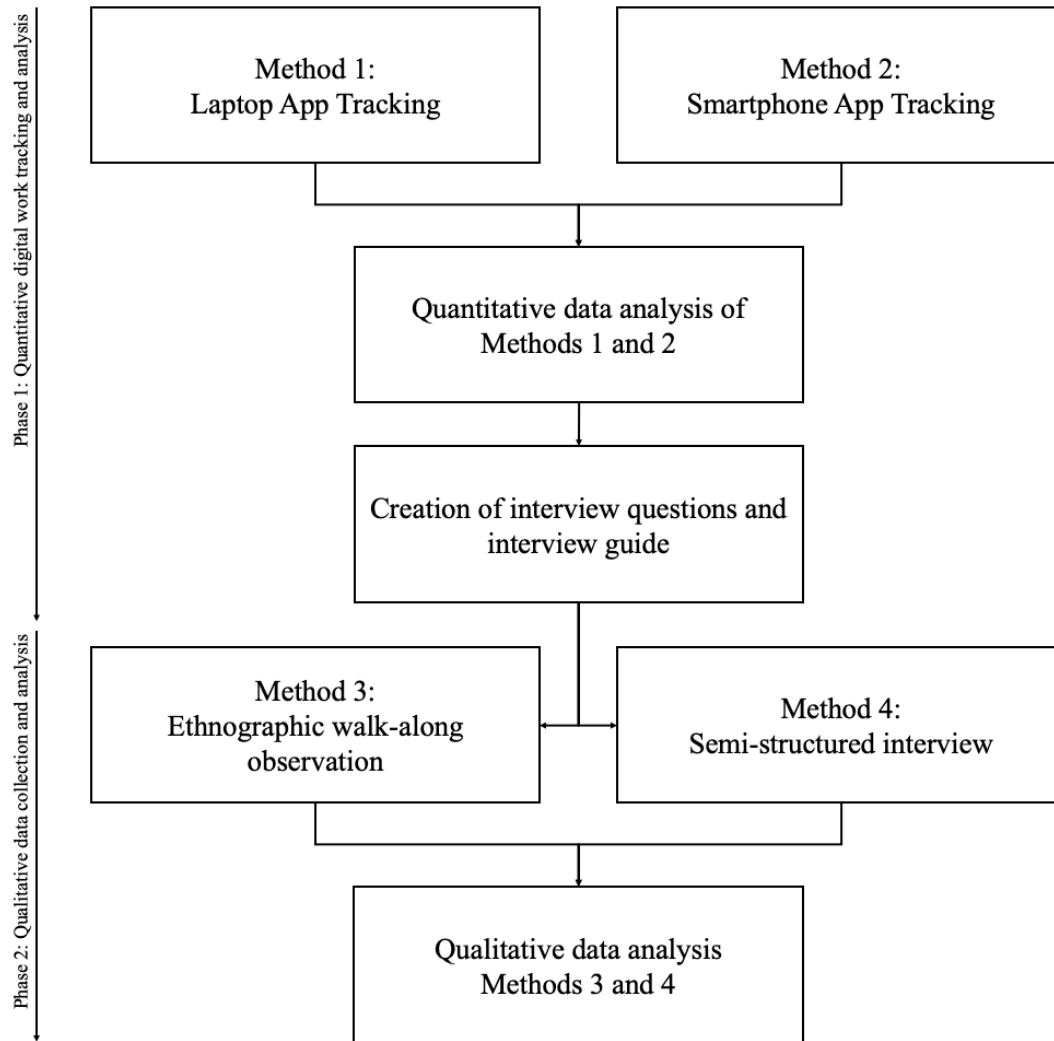 Phase 1: Quantitative digital work tracking and analysis
Method 1:
Laptop App Tracking
Method 2:
Smartphone App Tracking
Quantitative data analysis of
Methods 1 and 2
Creation of interview questions and
interview guide
Phase 2: Qualitative data collection and analysis
Method 3:
Ethnographic walk-along
observation
Method 4:
Semi-structured interview
Qualitative data analysis
Methods 3 and 4